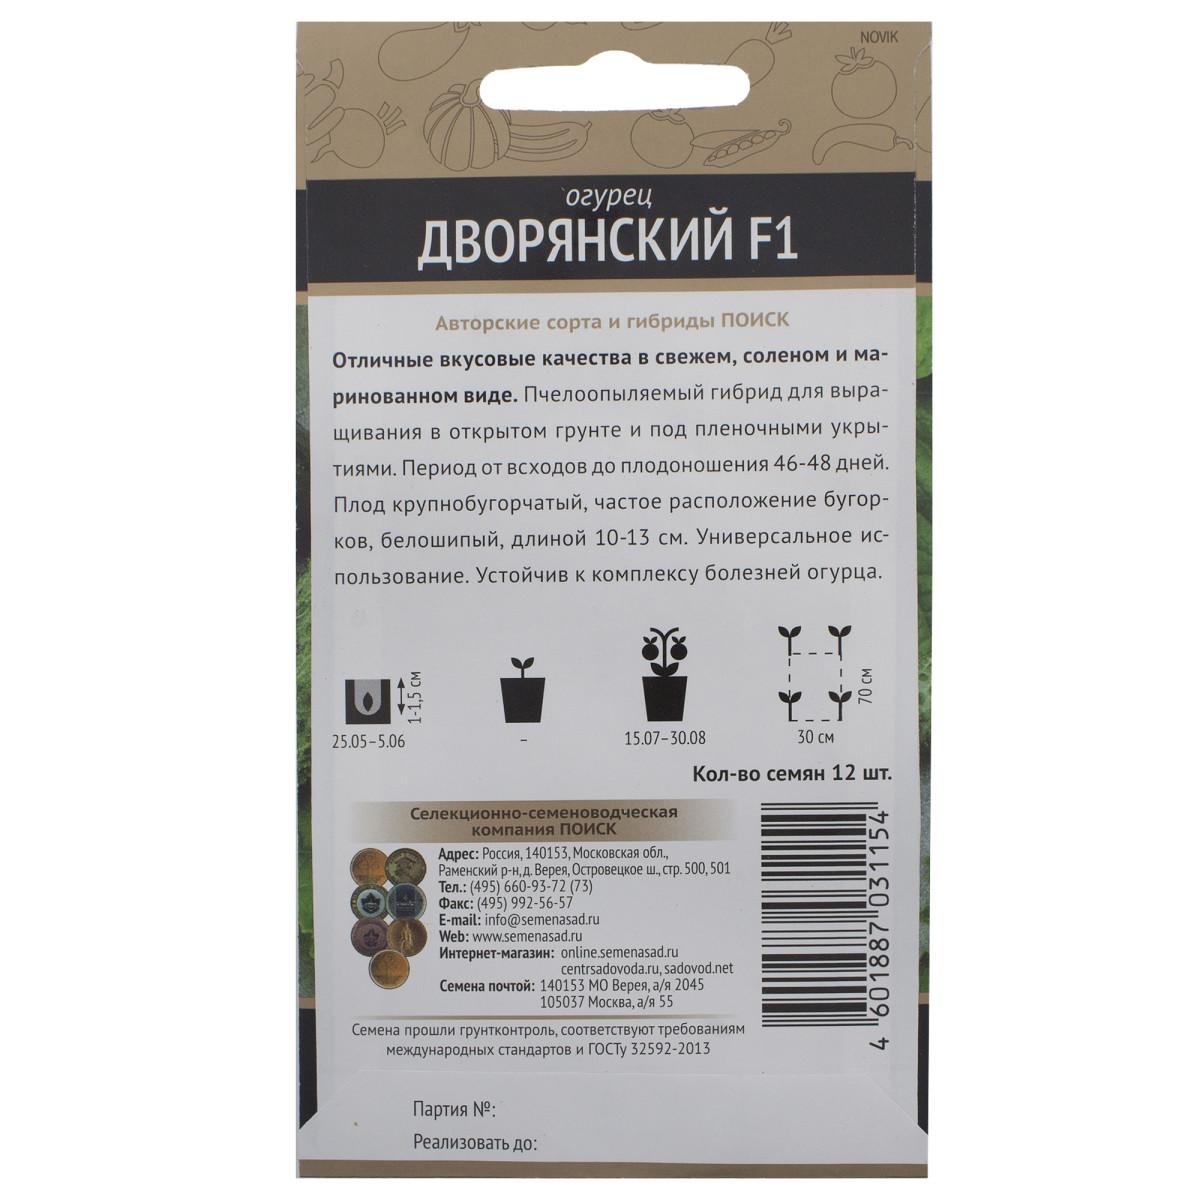 NOVIK
огурец
ДВОРЯНСКИЙ F1
Авторские сорта и гибриды ПОИСК
Отличные вкусовые качества в свежем, соленом и ма-
ринованном виде. Пчелоопыляемый гибрид для выра-
щивания в открытом грунте и под пленочными укры-
тиями. Период от всходов до плодоношения 46-48 дней.
Плод крупнобугорчатый, частое расположение бугор-
ков, белошипый, длиной 10-13 см. Универсальное ис-
пользование. Устойчив к комплексу болезней огурца.
1-1,5 см
70 см
25.05–5.06
–
15.07–30.08
30 см
Кол-во семян 12 шт.
Селекционно-семеноводческая
компания ПОИСК
Адрес: Россия, 140153, Московская обл.,
Раменский р-н, д. Верея, Островецкое ш., стр. 500, 501
Тел.: (495) 660-93-72 (73)
Факс: (495) 992-56-57
E-mail: info@semenasad.ru
Web: www.semenasad.ru
Интернет-магазин: online.semenasad.ru
centrsadovoda.ru, sadovod.net
Семена почтой: 140153 МО Верея, а/я 2045
105037 Москва, а/я 55
4 601887 031154
Семена прошли грунтконтроль, соответствуют требованиям
международных стандартов и ГОСТу 32592-2013
Партия №:
Реализовать до: